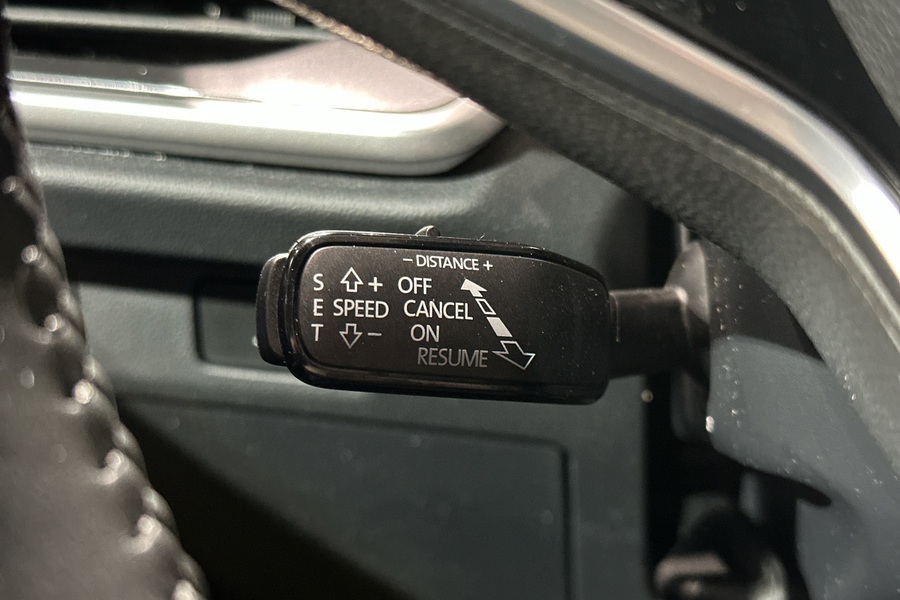 – DISTANCE +
S + OFF
E SPEED CANCEL
T – ON
RESUME